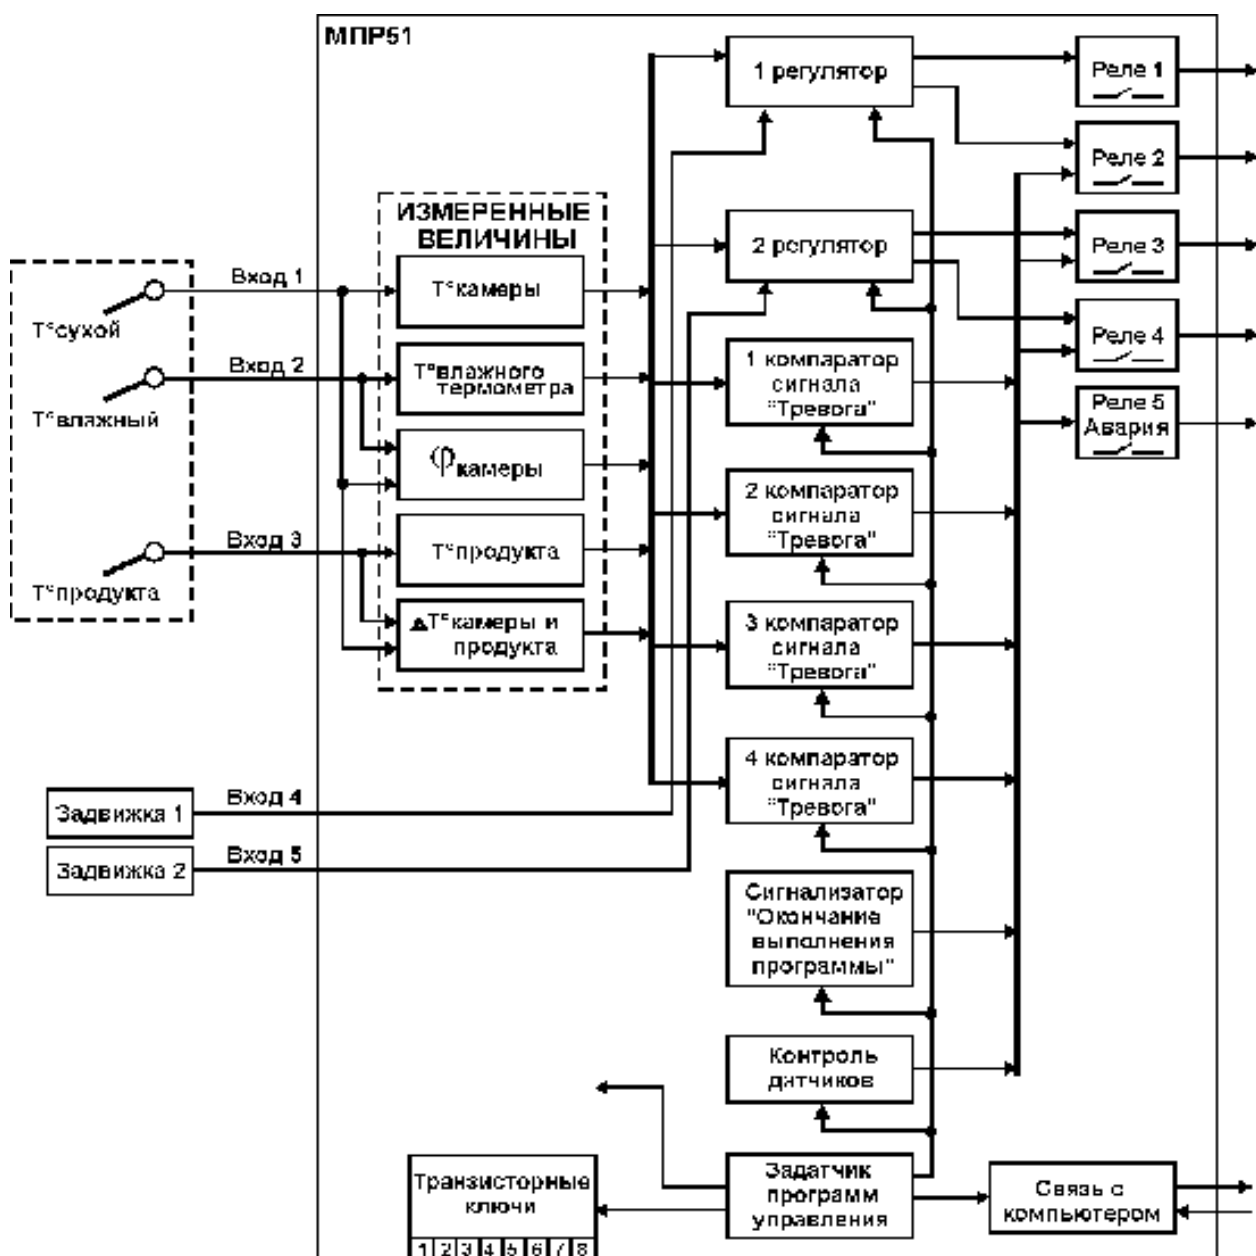 МПР51
1 регулятор
Реле 1
Реле 2
ИЗМЕРЕННЫЕ
ВЕЛИЧИНЫ
2 регулятор
Реле 3
Вход 1
T°сухой
T°камеры
Реле 4
Вход 2
T°влажный
T°влажного
термометра
1 компаратор
сигнала
"Тревога"
Реле 5
Авария
φкамеры
2 компаратор
сигнала
"Тревога"
Вход 3
T°продукта
T°продукта
ΔT°камеры и
продукта
3 компаратор
сигнала
"Тревога"
4 компаратор
сигнала
"Тревога"
Задвижка 1
Вход 4
Задвижка 2
Вход 5
Сигнализатор
"Окончание
выполнения
программы"
Контроль
датчиков
Транзисторные
ключи
1 2 3 4 5 6 7 8
Задатчик
программ
управления
Связь с
компьютером